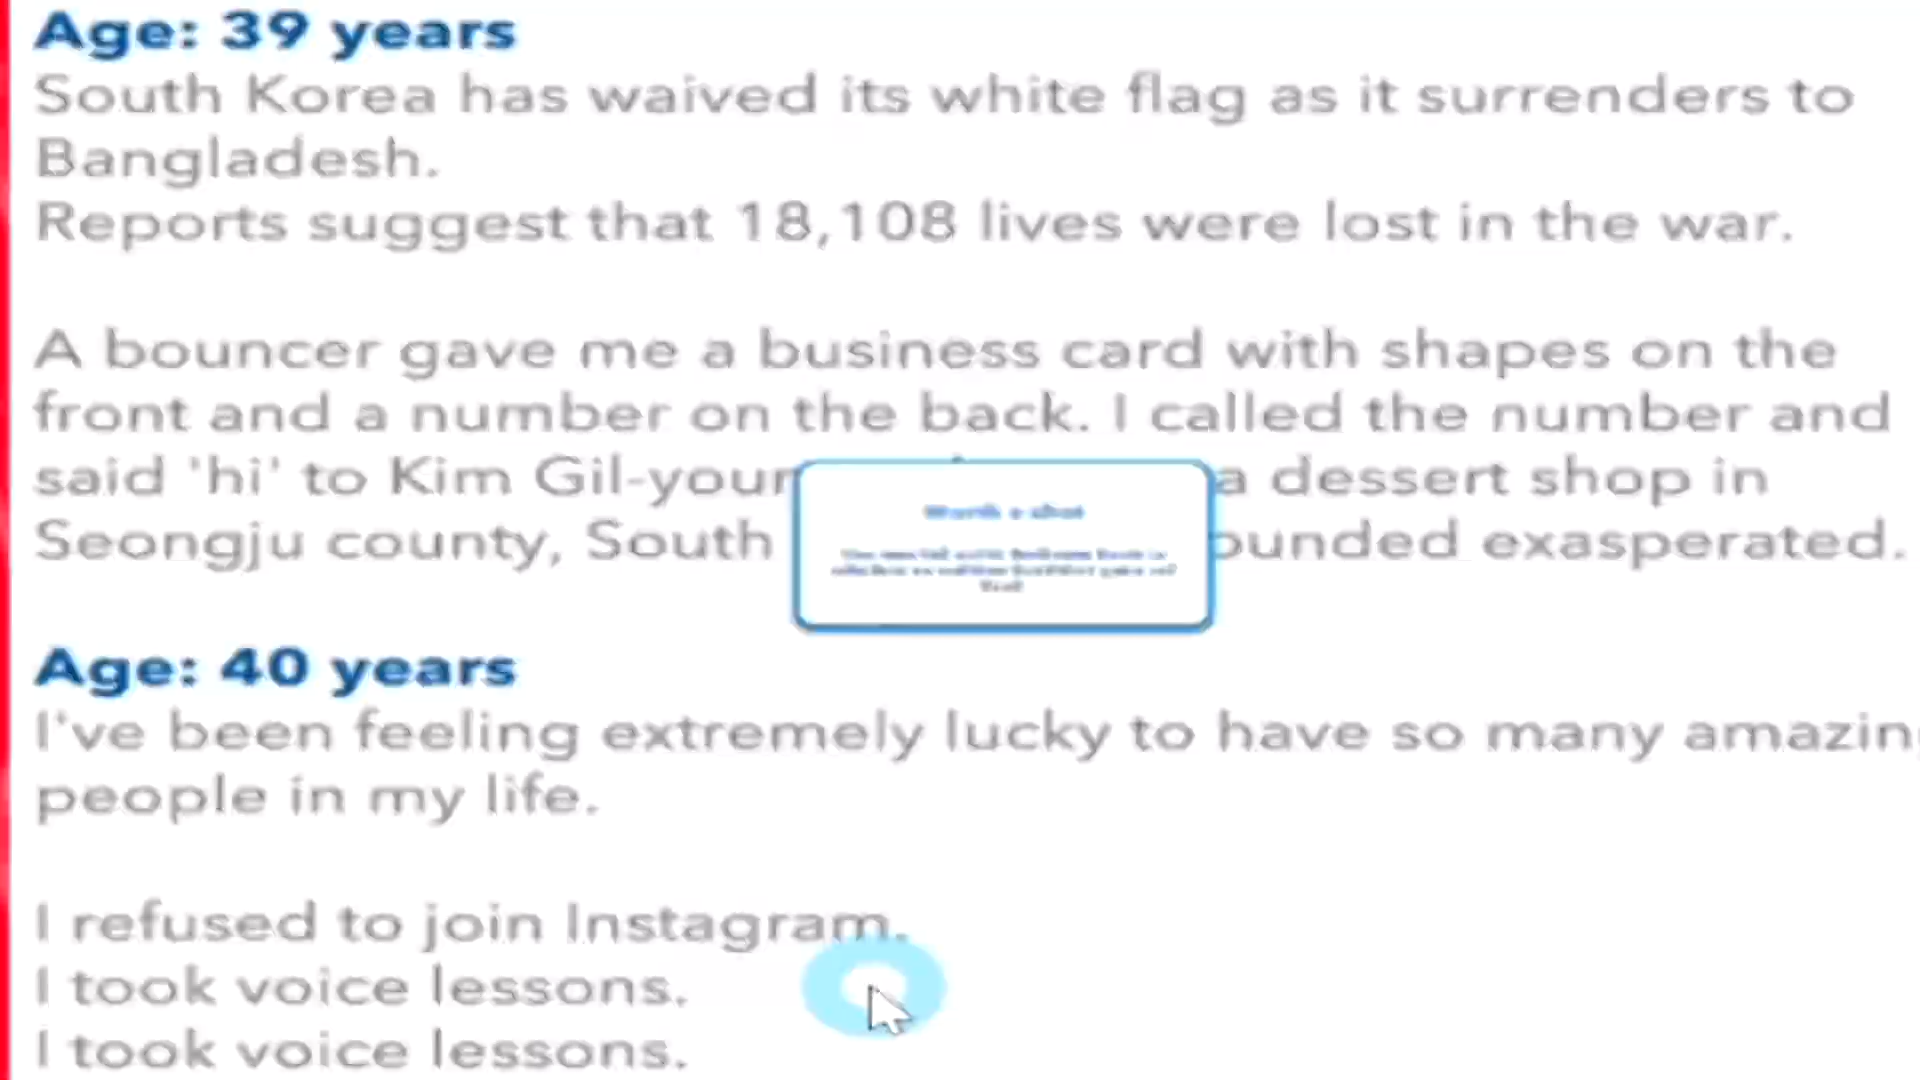 Age: 39 years
South Korea has waived its white flag as it surrenders to
Bangladesh.
Reports suggest that 18,108 lives were lost in the war.
A bouncer gave me a business card with shapes on the
front and a number on the back. I called the number and
said 'hi' to Kim Gil-your a dessert shop in
Seongju county, South ounded exasperated.
Worth a shot
Age: 40 years
I've been feeling extremely lucky to have so many amazin
people in my life.
I refused to join Instagram.
I took voice lessons.
I took voice lessons.